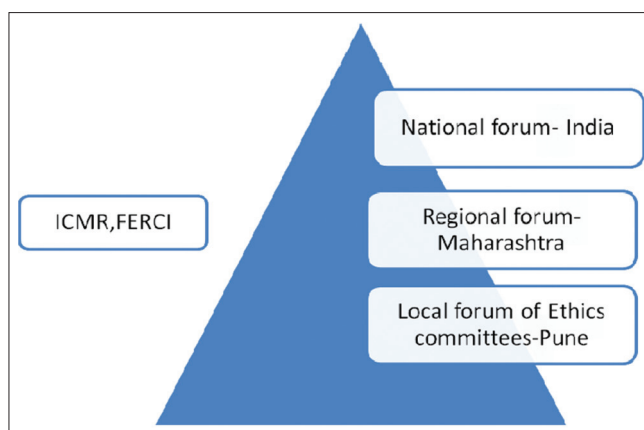 National forum- India
ICMR,FERCI
Regional forum-
Maharashtra
Local forum of Ethics
committees-Pune